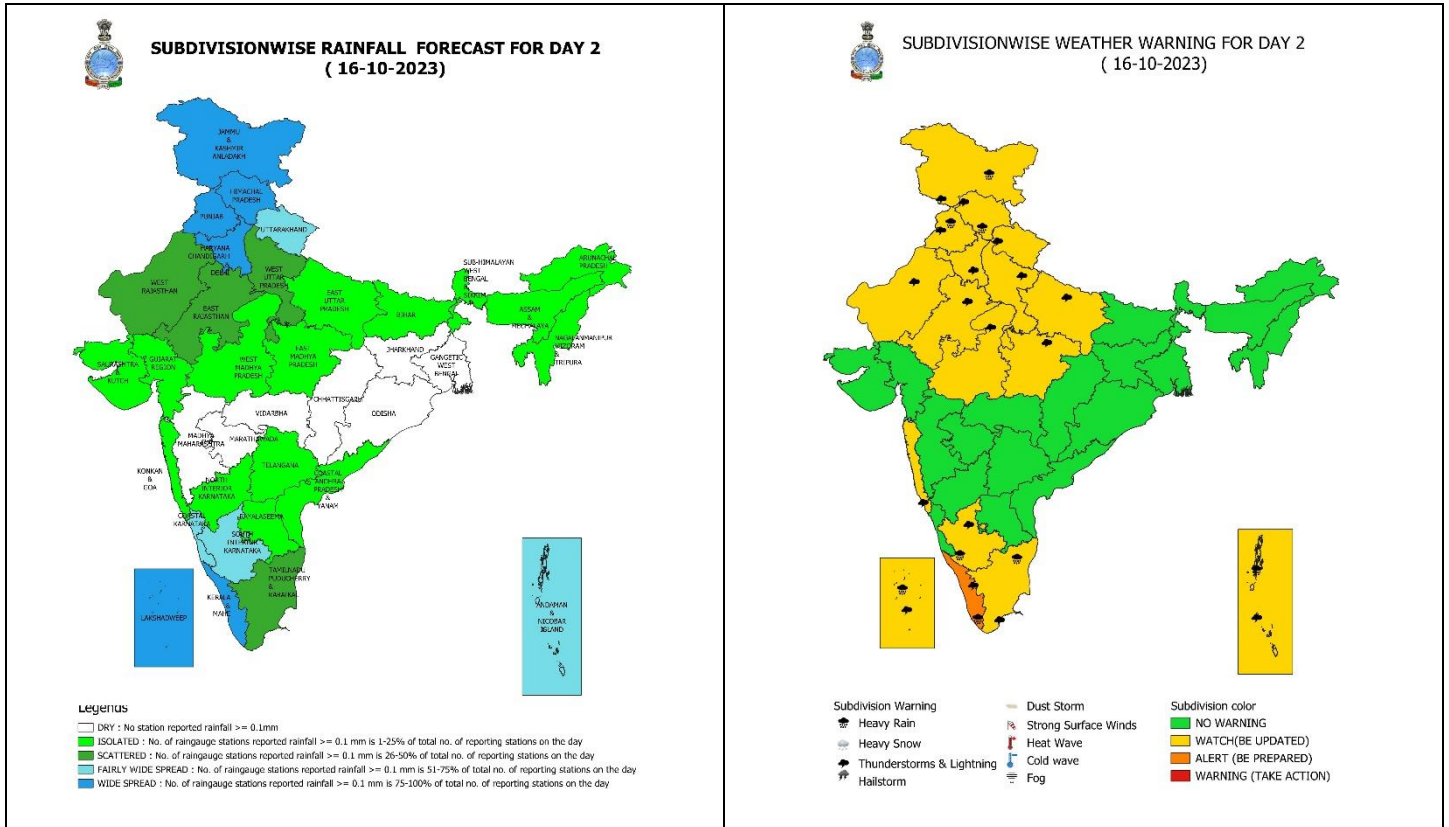 SUBDIVISIONWISE RAINFALL FORECAST FOR DAY 2
( 16-10-2023)
JAMMU
&
KASHMIR
ANLADAKH
HIMACHAL
PRADESH
PUNJAB
UTTARAKHAND
HARYANA
CHANDIGARH
&
DELHI
WEST
RAJASTHAN
WEST
UTTAR
PRADESH
EAST
RAJASTHAN
EAST
UTTAR
PRADESH
BIHAR
SUB-HIMALAYAN
WEST
BENGAL
&
SIKKIM
ARUNACHAL
PRADESH
ASSAM
&
MEGHALAYA
NAGALANMANIPUR
MIZORAM
&
TRIPURA
SAURASHTRA
&
KUTCH
GUJARAT
REGION
WEST
MADHYA
PRADESH
EAST
MADHYA
PRADESH
JHARKHAND
GANGETIC
WEST
BENGAL
CHHATTISGARH
ODISHA
VIDARBHA
MADHYA
MAHARASHTRA
MARATHAWADA
KONKAN
&
GOA
TELANGANA
NORTH
INTERIOR
KARNATAKA
COASTAL
ANDHRA
PRADESH
&
YANAM
COASTAL
KARNATAKA
RAYALASEEMA
SOUTH
INTERIOR
KARNATAKA
TAMILNADU
PUDUCHERRY
&
KARAIKAL
KERALA
&
MAHE
LAKSHADWEEP
ANDAMAN
&
NICOBAR
ISLAND
Legends
DRY : No station reported rainfall >= 0.1mm
ISOLATED : No. of raingauge stations reported rainfall >= 0.1 mm is 1-25% of total no. of reporting stations on the day
SCATTERED : No. of raingauge stations reported rainfall >= 0.1 mm is 26-50% of total no. of reporting stations on the day
FAIRLY WIDE SPREAD : No. of raingauge stations reported rainfall >= 0.1 mm is 51-75% of total no. of reporting stations on the day
WIDE SPREAD : No. of raingauge stations reported rainfall >= 0.1 mm is 75-100% of total no. of reporting stations on the day
SUBDIVISIONWISE WEATHER WARNING FOR DAY 2
( 16-10-2023)
Subdivision Warning
Heavy Rain
Heavy Snow
Thunderstorms & Lightning
Hailstorm
Dust Storm
Strong Surface Winds
Heat Wave
Cold wave
Fog
Subdivision color
NO WARNING
WATCH(BE UPDATED)
ALERT (BE PREPARED)
WARNING (TAKE ACTION)